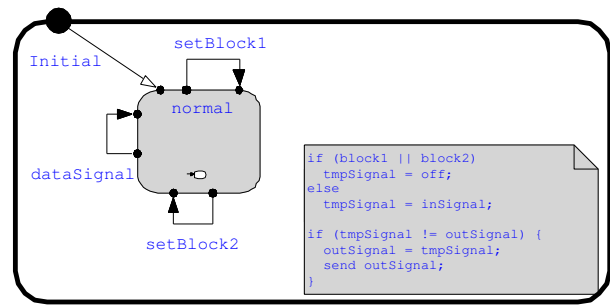 setBlock1
Initial
normal
dataSignal
setBlock2
if (block1 || block2)
  tmpSignal = off;
else
  tmpSignal = inSignal;
if (tmpSignal != outSignal) {
  outSignal = tmpSignal;
  send outSignal;
}